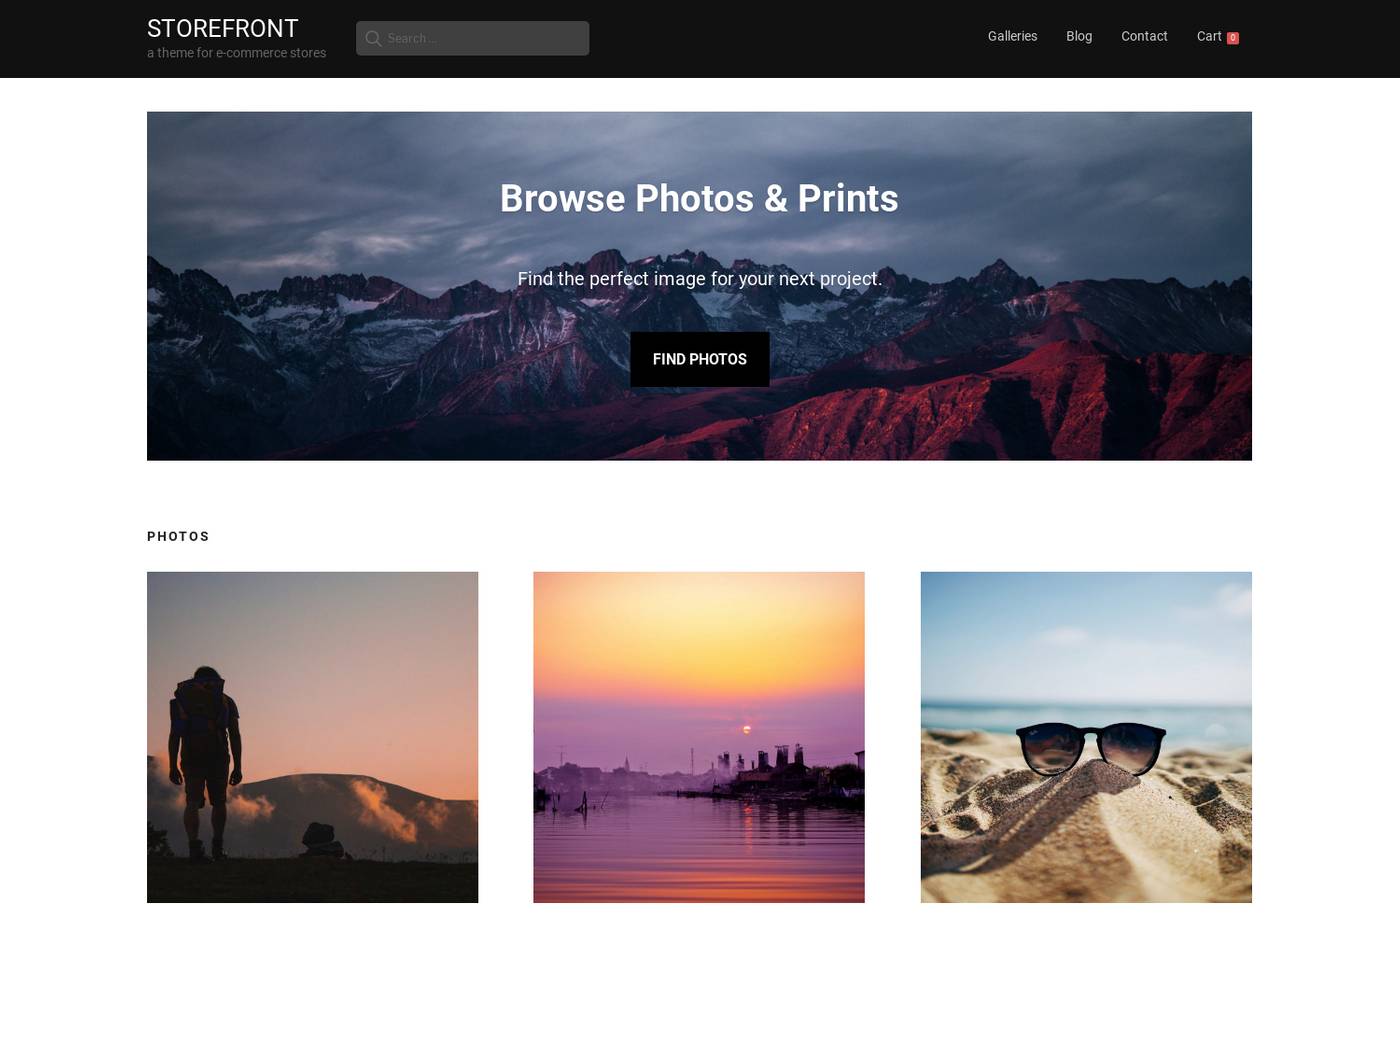 STOREFRONT
a theme for e-commerce stores
Search ...
Galleries
Blog
Contact
Cart 0
Browse Photos & Prints
Find the perfect image for your next project.
FIND PHOTOS
PHOTOS